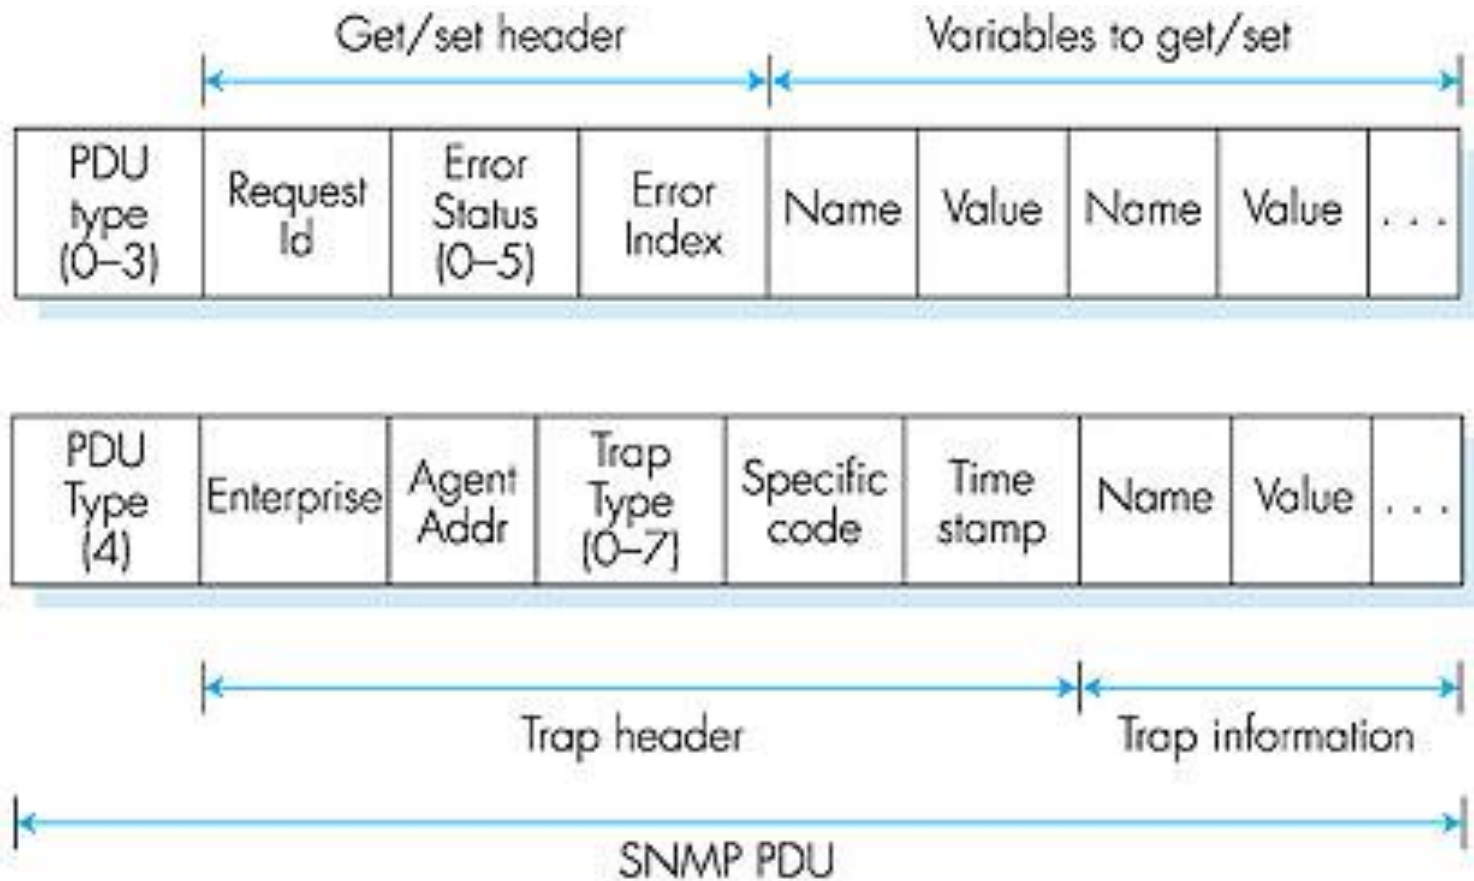 Get/set header
Variables to get/set
PDU
type
(0–3)
Request
Id
Error
Status
(0–5)
Error
Index
Name
Value
Name
Value
. . .
PDU
Type
(4)
Enterprise
Agent
Addr
Trap
Type
(0–7)
Specific
code
Time
stamp
Name
Value
. . .
Trap header
Trap information
SNMP PDU